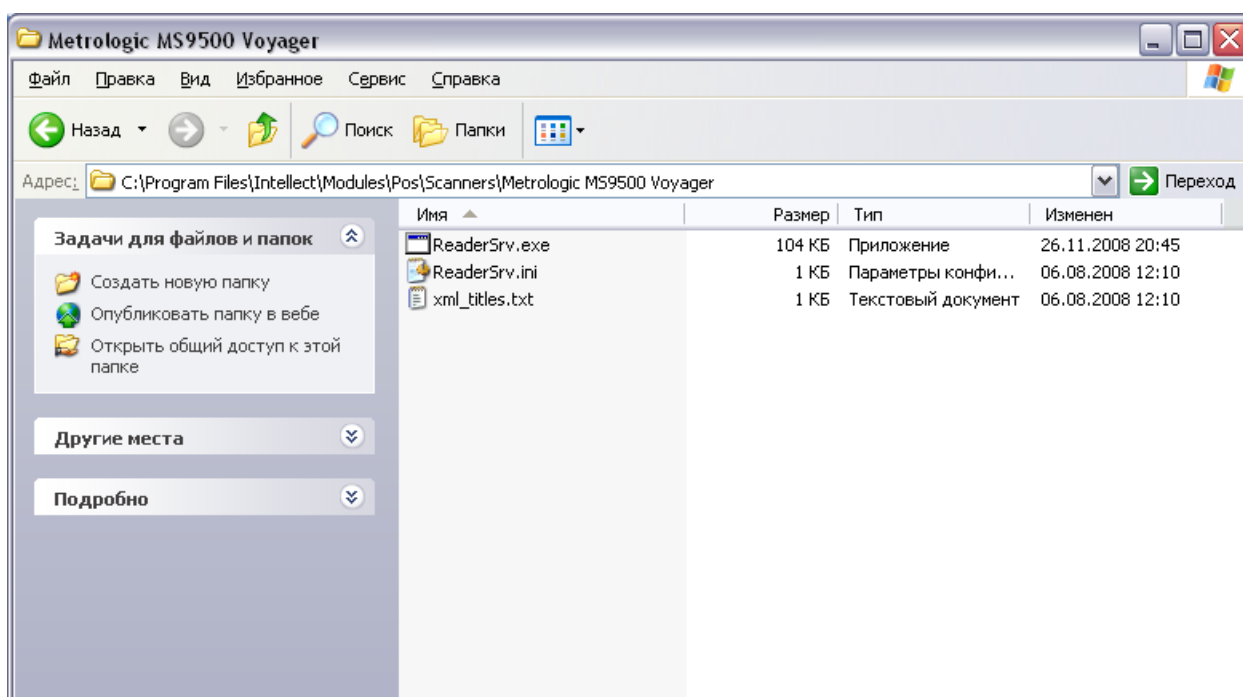 Metrologic MS9500 Voyager
Файл Правка Вид Избранное Сервис Справка
Назад Поиск Папки
Адрес: C:\Program Files\Intellect\Modules\Pos\Scanners\Metrologic MS9500 Voyager Переход
Имя Размер Тип Изменен
Задачи для файлов и папок
Создать новую папку
Опубликовать папку в вебе
Открыть общий доступ к этой
папке
Другие места
Подробно
ReaderSrv.exe 104 КБ Приложение 26.11.2008 20:45
ReaderSrv.ini 1 КБ Параметры конфи... 06.08.2008 12:10
xml_titles.txt 1 КБ Текстовый документ 06.08.2008 12:10